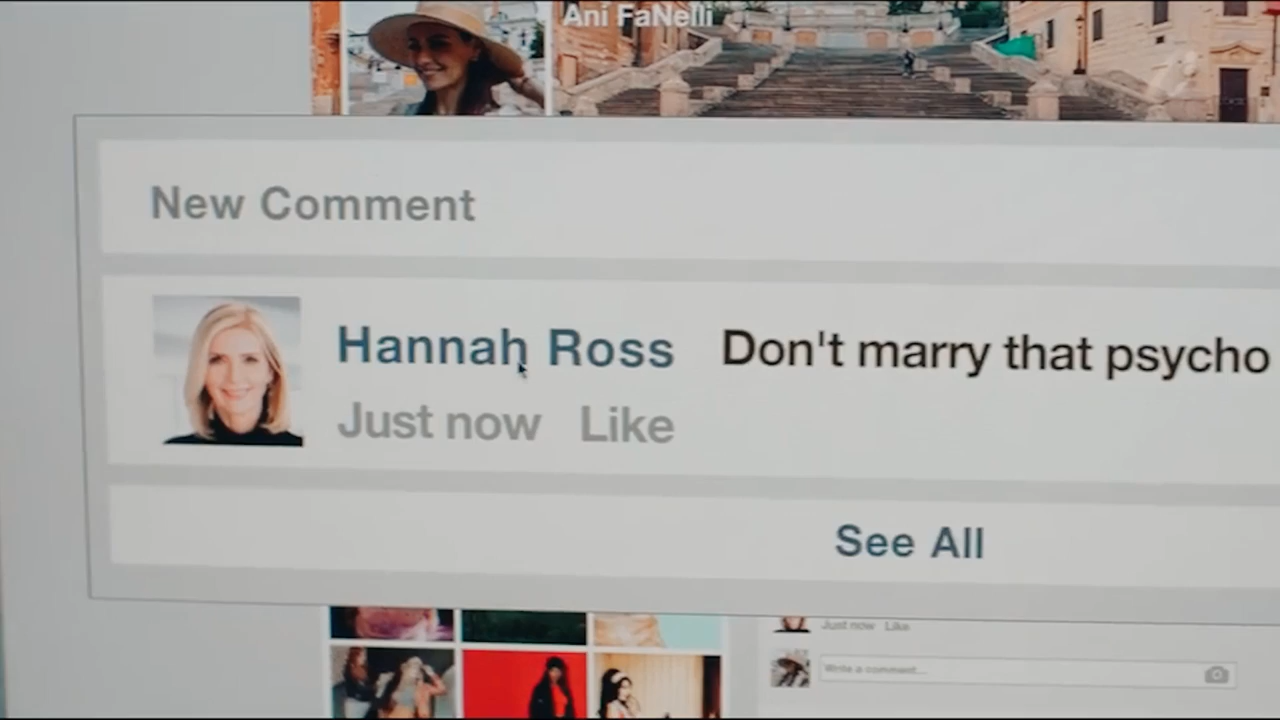 Ani FaNelli
New Comment
Hannah Ross Don't marry that psycho
Just now Like
See All
Just now Like
Write a comment...